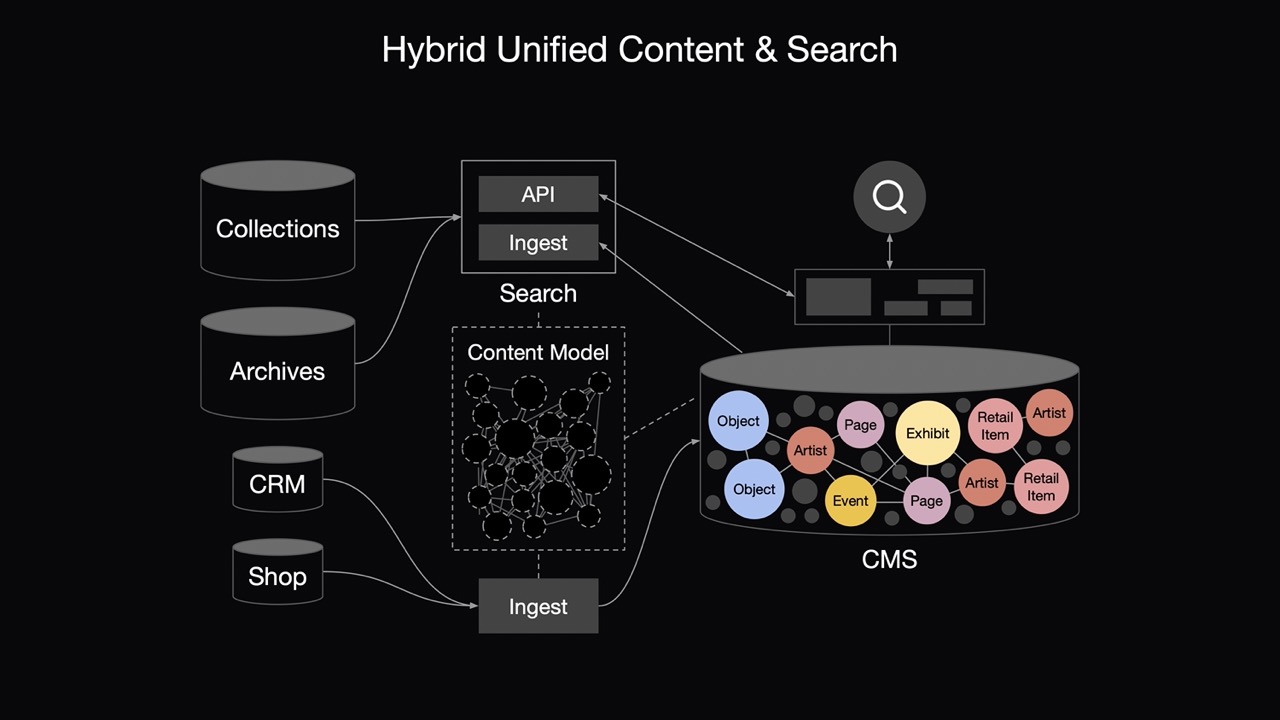 Hybrid Unified Content & Search
Collections
Archives
CRM
Shop
API
Ingest
Search
Content Model
Ingest
Object
Object
Artist
Page
Event
Exhibit
Page
Retail
Item
Artist
Artist
Retail
Item
CMS